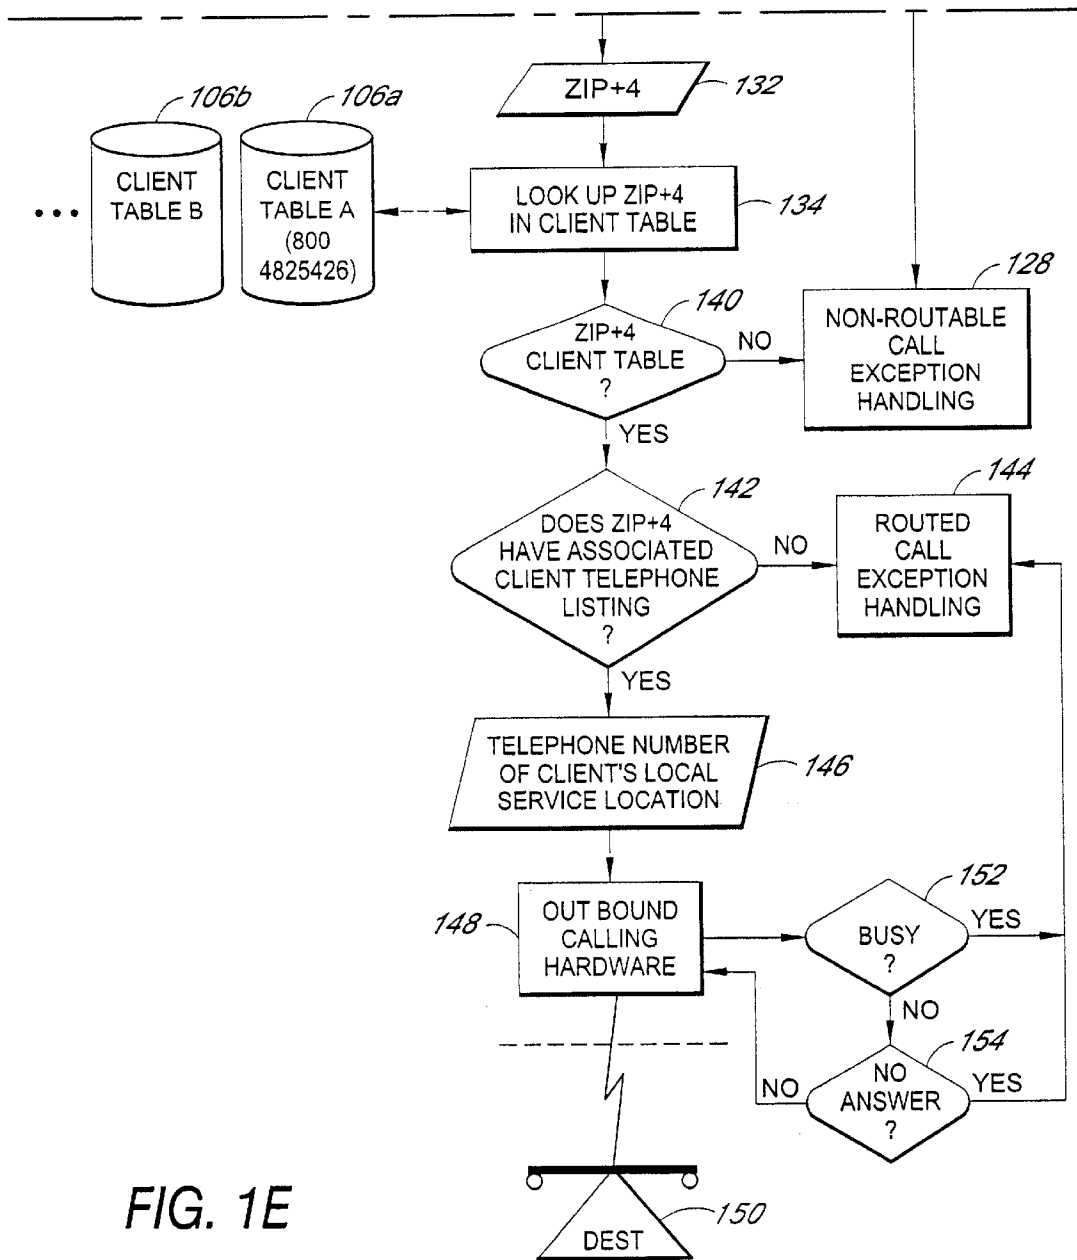 ZIP+4
132
106b
106a
CLIENT
TABLE B
CLIENT
TABLE A
(800
4825426)
LOOK UP ZIP+4
IN CLIENT TABLE
134
140
ZIP+4
CLIENT TABLE
?
NO
YES
128
NON-ROUTABLE
CALL
EXCEPTION
HANDLING
142
DOES ZIP+4
HAVE ASSOCIATED
CLIENT TELEPHONE
LISTING
?
NO
YES
144
ROUTED
CALL
EXCEPTION
HANDLING
TELEPHONE NUMBER
OF CLIENT'S LOCAL
SERVICE LOCATION
146
148
OUT BOUND
CALLING
HARDWARE
152
BUSY
?
YES
NO
154
NO
ANSWER
?
YES
NO
DEST
150
FIG. 1E